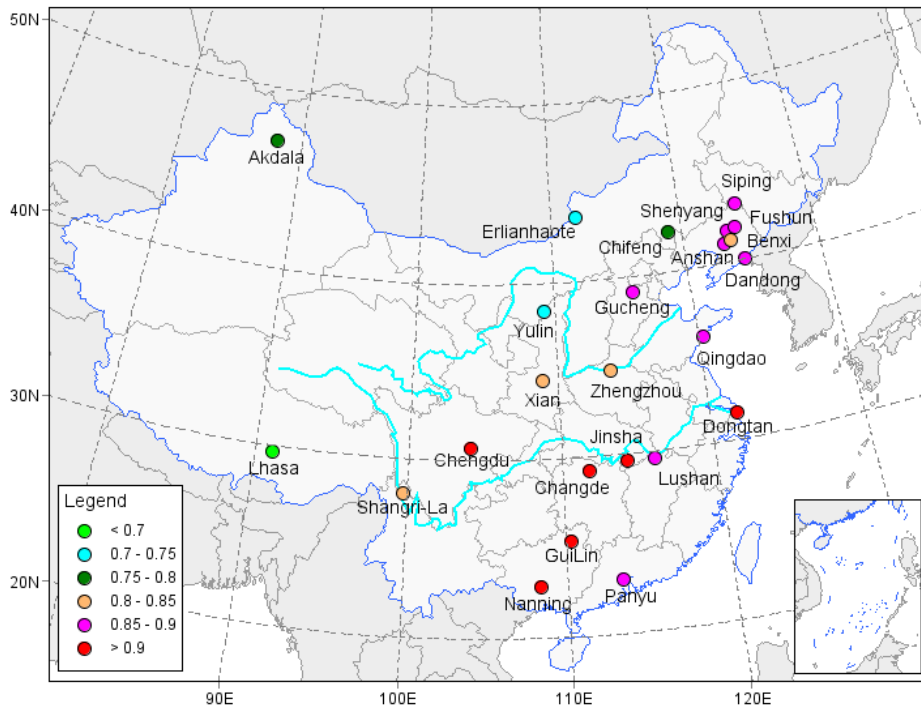 50N
Akdala
Siping
40N
Shenyang
Fushun
Erlianhaote
Chifeng
Benxi
Anshan
Dandong
Gucheng
Yulin
Qingdao
Xian
Zhengzhou
30N
Dongtan
Jinsha
Chengdu
Lhasa
Lushan
Changde
Shangri-La
Legend
< 0.7
0.7 - 0.75
0.75 - 0.8
0.8 - 0.85
0.85 - 0.9
> 0.9
GuiLin
20N
Nanning
Panyu
90E
100E
110E
120E